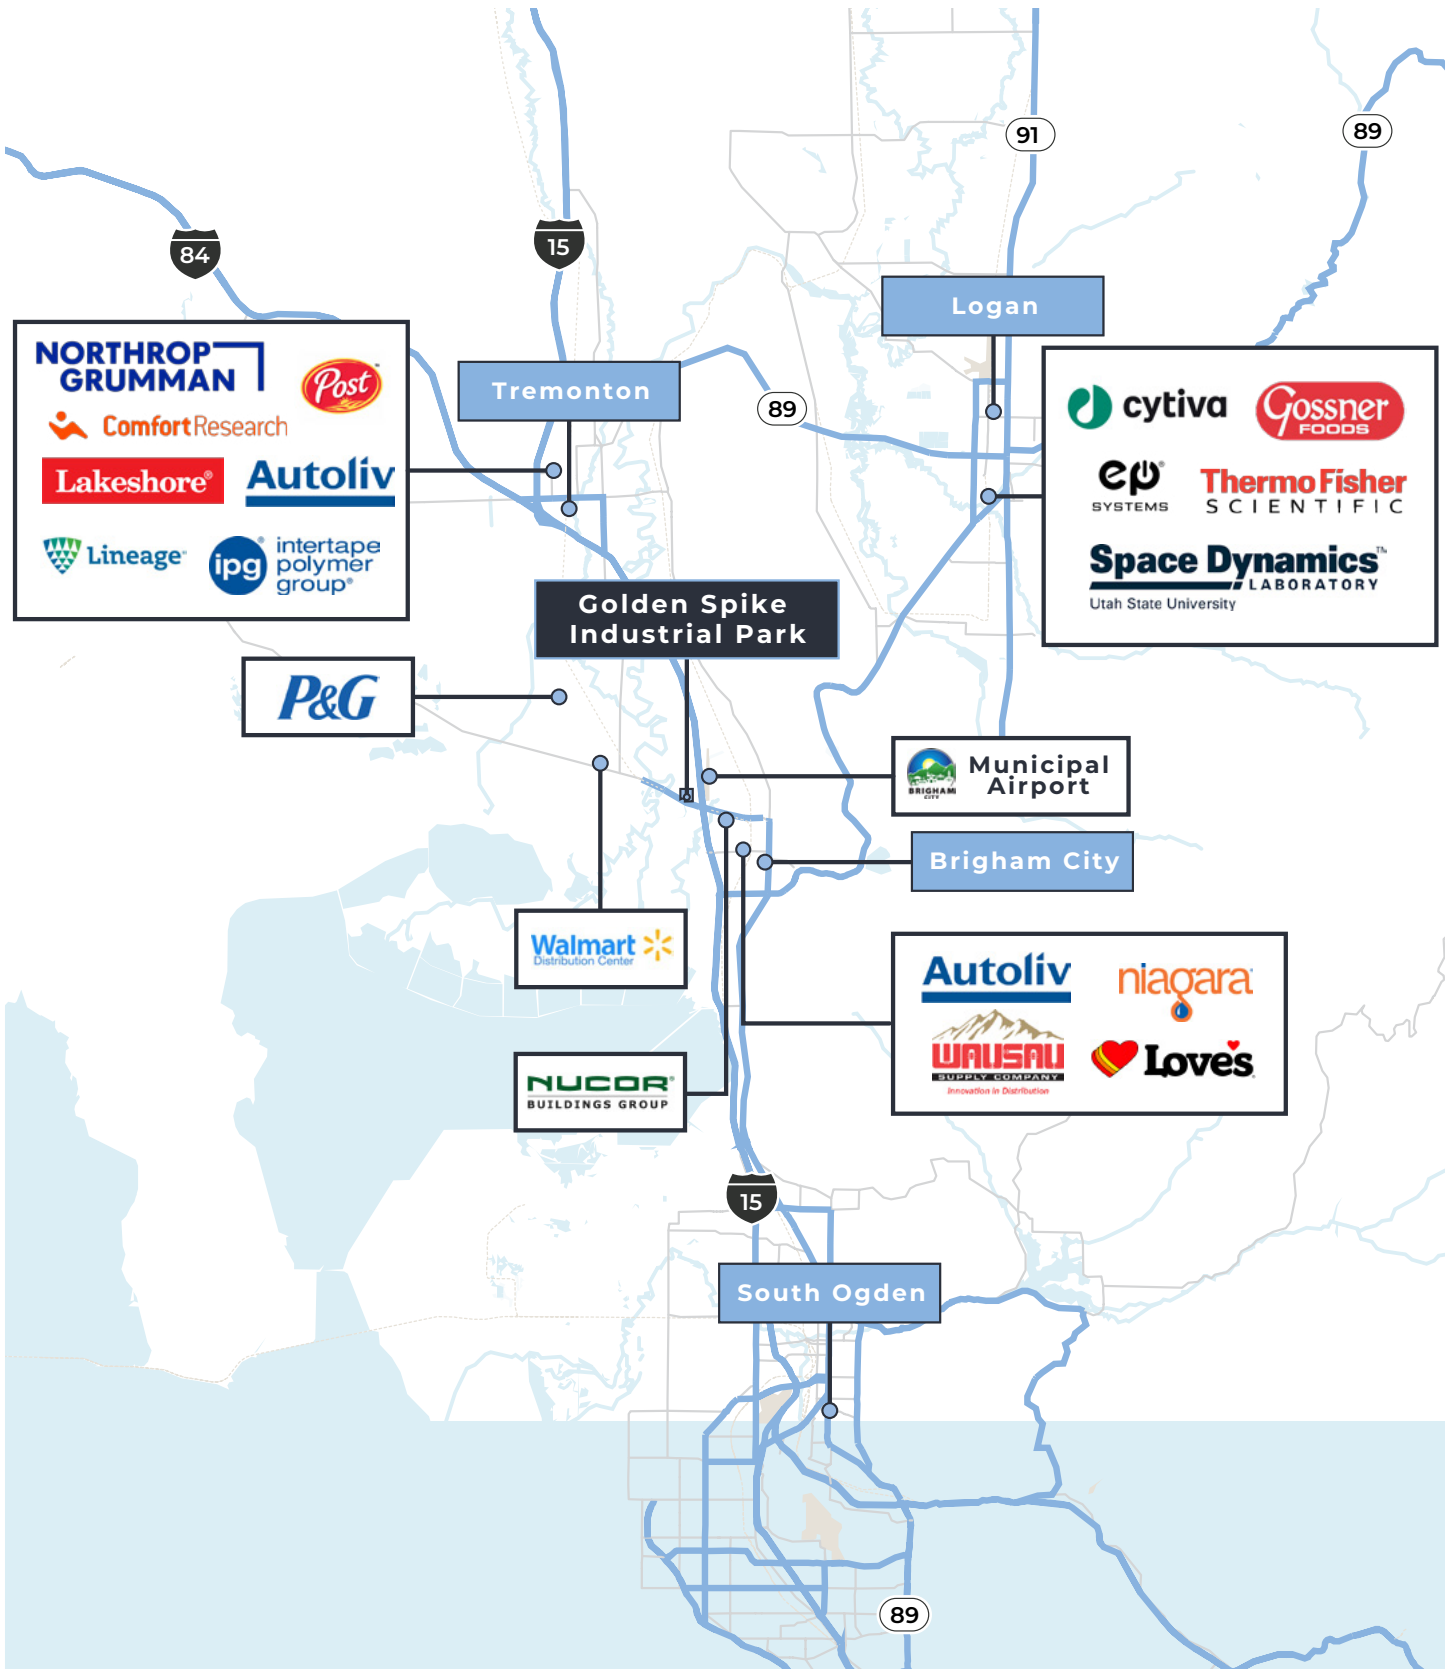 91
89
84
15
Logan
NORTHROP
GRUMMAN
Post
ComfortResearch
Lakeshore®
Autoliv
Lineage
ipg
intertape
polymer
group®
Tremonton
89
cytiva
Gossner
FOODS
ep®
SYSTEMS
ThermoFisher
SCIENTIFIC
Space Dynamics™
LABORATORY
Utah State University
Golden Spike
Industrial Park
P&G
BRIGHAM
CITY
Municipal
Airport
Brigham City
Walmart
Distribution Center
Autoliv
niagara
WAUSAU
SUPPLY COMPANY
Innovation in Distribution
Love's
NUCOR®
BUILDINGS GROUP
15
South Ogden
89